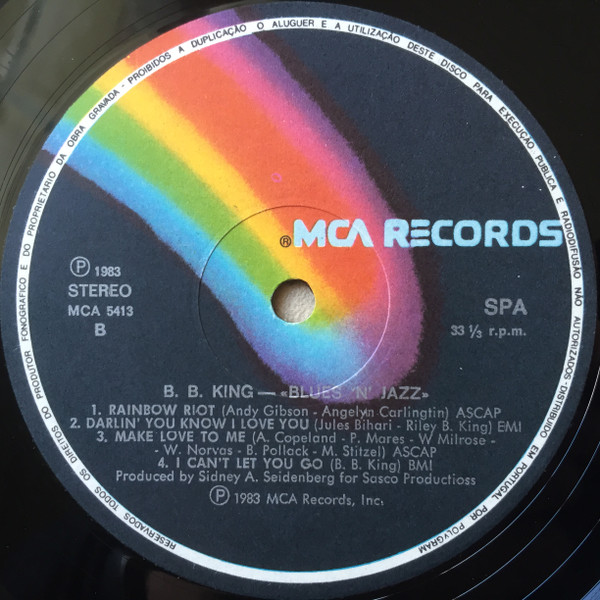 RESERVADOS TODOS OS DIREITOS DO PRODUTOR FONOGRAFICO E DO PROPRIETARIO DA OBRA GRAVADA - PROIBIDOS A DUPLICAÇÃO O ALUGUER E A UTILIZAÇÃO DESTE DISCO PARA EXECUÇÃO PUBLICA E RADIODIFUSÃO NÃO AUTORIZADOS - DISTRIBUIDO EM PORTUGAL POR POLYGRAM
® MCA RECORDS
Ⓟ 1983
STEREO
MCA 5413
B
SPA
33 ⅓ r.p.m.
B. B. KING — «BLUES 'N' JAZZ»
1. RAINBOW RIOT (Andy Gibson - Angelyn Carlingtin) ASCAP
2. DARLIN' YOU KNOW I LOVE YOU (Jules Bihari - Riley B. King) EMI
3. MAKE LOVE TO ME (A. Copeland - P. Mares - W Milrose -
- W. Norvas - B. Pollack - M. Stitzel) ASCAP
4. I CAN'T LET YOU GO (B. B. King) BMI
Produced by Sidney A. Seidenberg for Sasco Productioss
Ⓟ 1983 MCA Records, Inc.